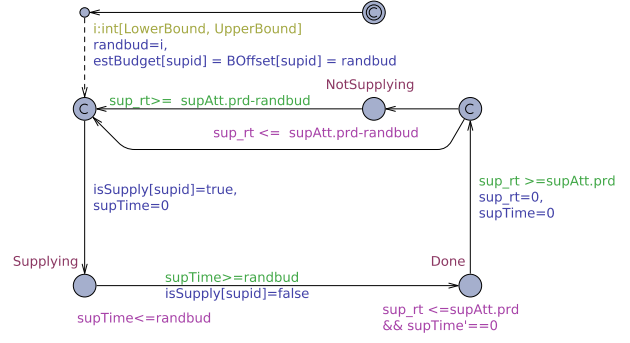 i:int[LowerBound, UpperBound]
randbud=i,
estBudget[supid] = BOffset[supid] = randbud
NotSupplying
C
sup_rt>= supAtt.prd-randbud
C
C
sup_rt <= supAtt.prd-randbud
sup_rt >=supAtt.prd
sup_rt=0,
supTime=0
isSupply[supid]=true,
supTime=0
Supplying
Done
supTime>=randbud
isSupply[supid]=false
supTime<=randbud
sup_rt <=supAtt.prd
&& supTime'==0